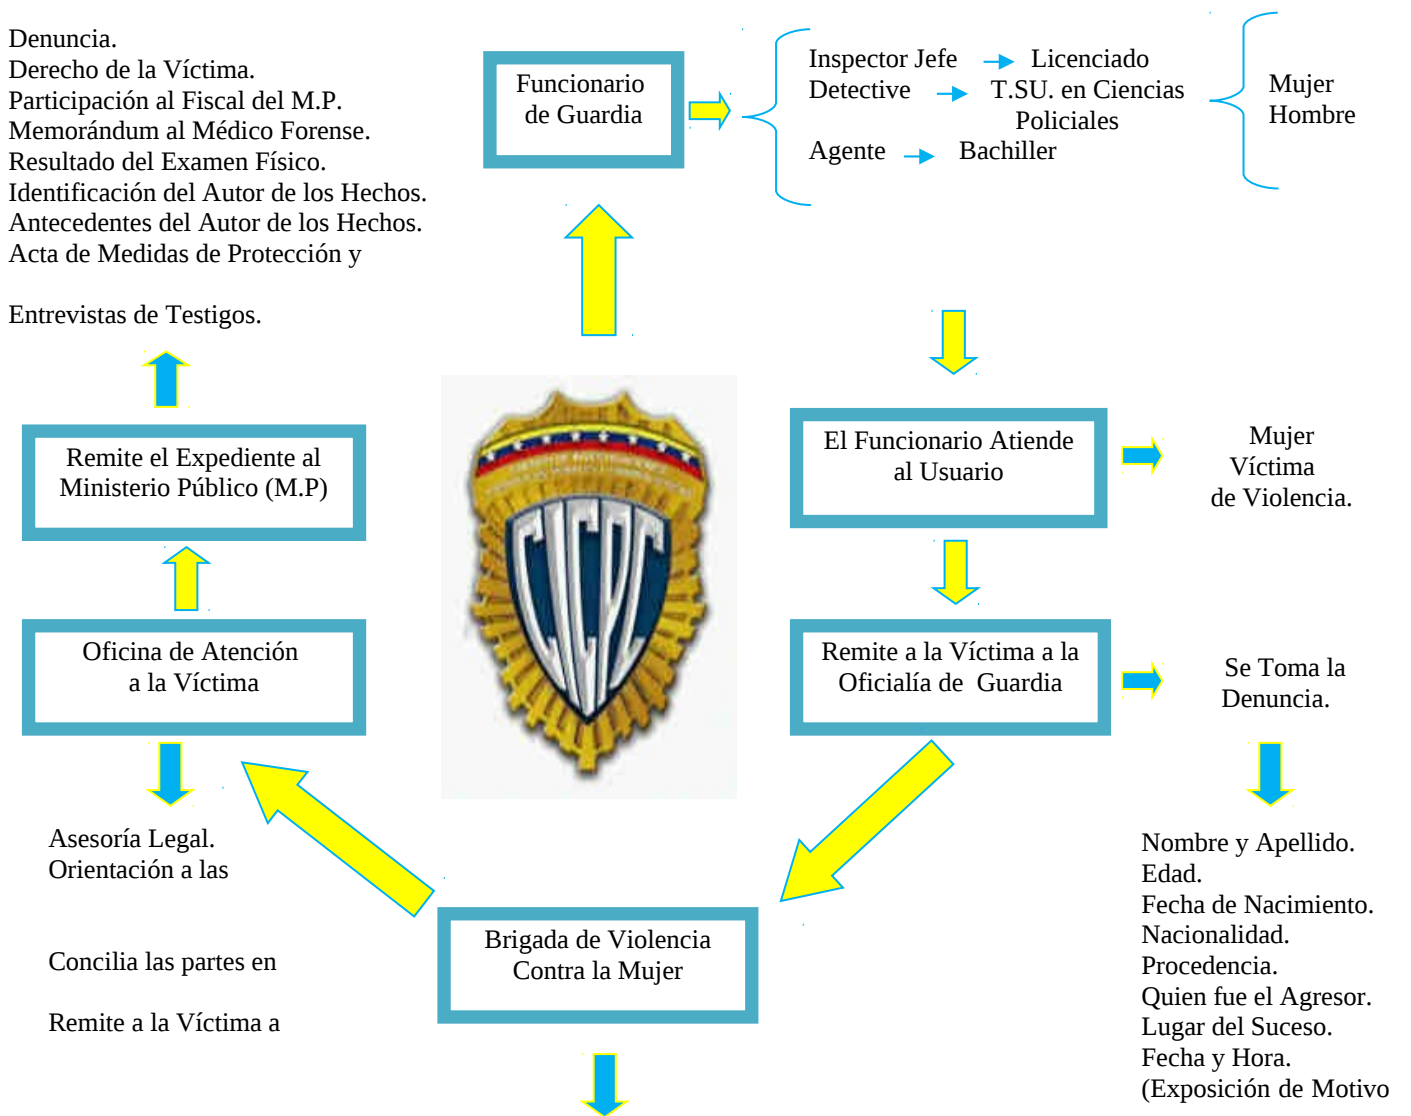 Denuncia.
Derecho de la Víctima.
Participación al Fiscal del M.P.
Memorándum al Médico Forense.
Resultado del Examen Físico.
Identificación del Autor de los Hechos.
Antecedentes del Autor de los Hechos.
Acta de Medidas de Protección y
Entrevistas de Testigos.
Funcionario
de Guardia
Inspector Jefe Licenciado
Detective T.SU. en Ciencias
Policiales
Agente Bachiller
Mujer
Hombre
Remite el Expediente al
Ministerio Público (M.P)
CICPC
El Funcionario Atiende
al Usuario
Mujer
Víctima
de Violencia.
Oficina de Atención
a la Víctima
Remite a la Víctima a la
Oficialía de Guardia
Se Toma la
Denuncia.
Asesoría Legal.
Orientación a las
Concilia las partes en
Remite a la Víctima a
Brigada de Violencia
Contra la Mujer
Nombre y Apellido.
Edad.
Fecha de Nacimiento.
Nacionalidad.
Procedencia.
Quien fue el Agresor.
Lugar del Suceso.
Fecha y Hora.
(Exposición de Motivo